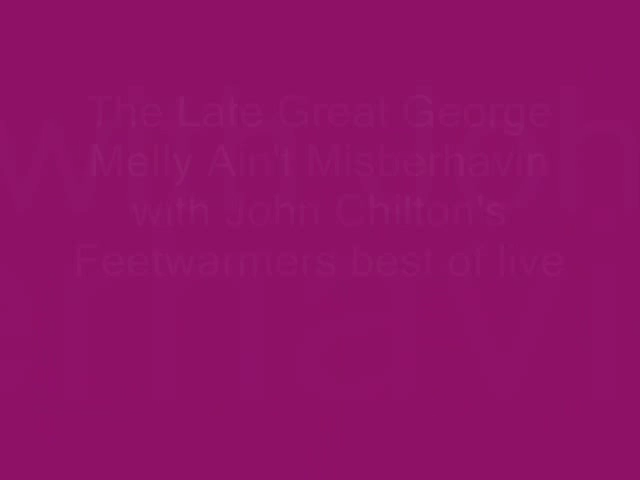 The Late Great George
Melly Ain't Misberhavin
with John Chilton's
Feetwarmers best of live